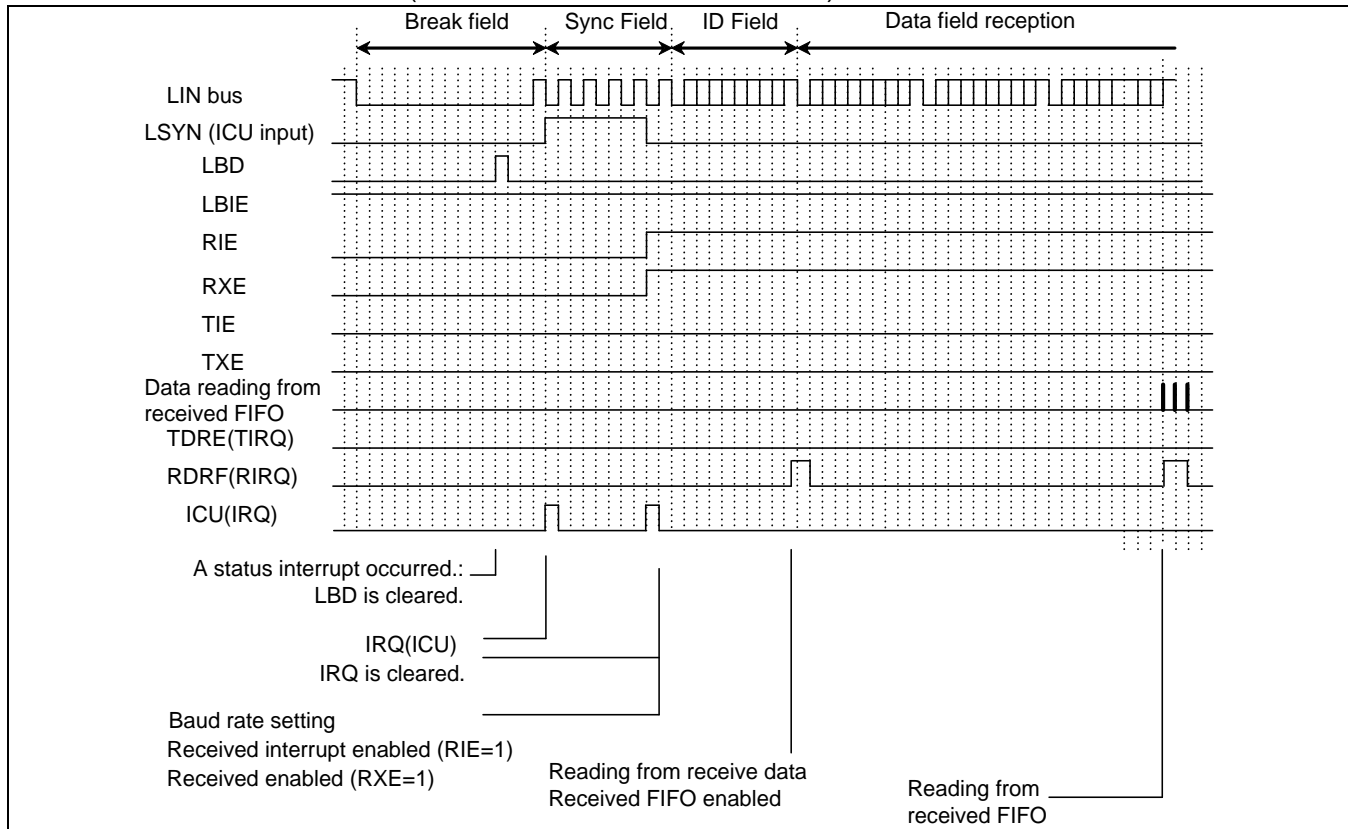 Break field Sync Field ID Field Data field reception
LIN bus
LSYN (ICU input)
LBD
LBIE
RIE
RXE
TIE
TXE
Data reading from
received FIFO
TDRE(TIRQ)
RDRF(RIRQ)
ICU(IRQ)
A status interrupt occurred.:
LBD is cleared.
IRQ(ICU)
IRQ is cleared.
Baud rate setting
Received interrupt enabled (RIE=1)
Received enabled (RXE=1)
Reading from receive data
Received FIFO enabled
Reading from
received FIFO